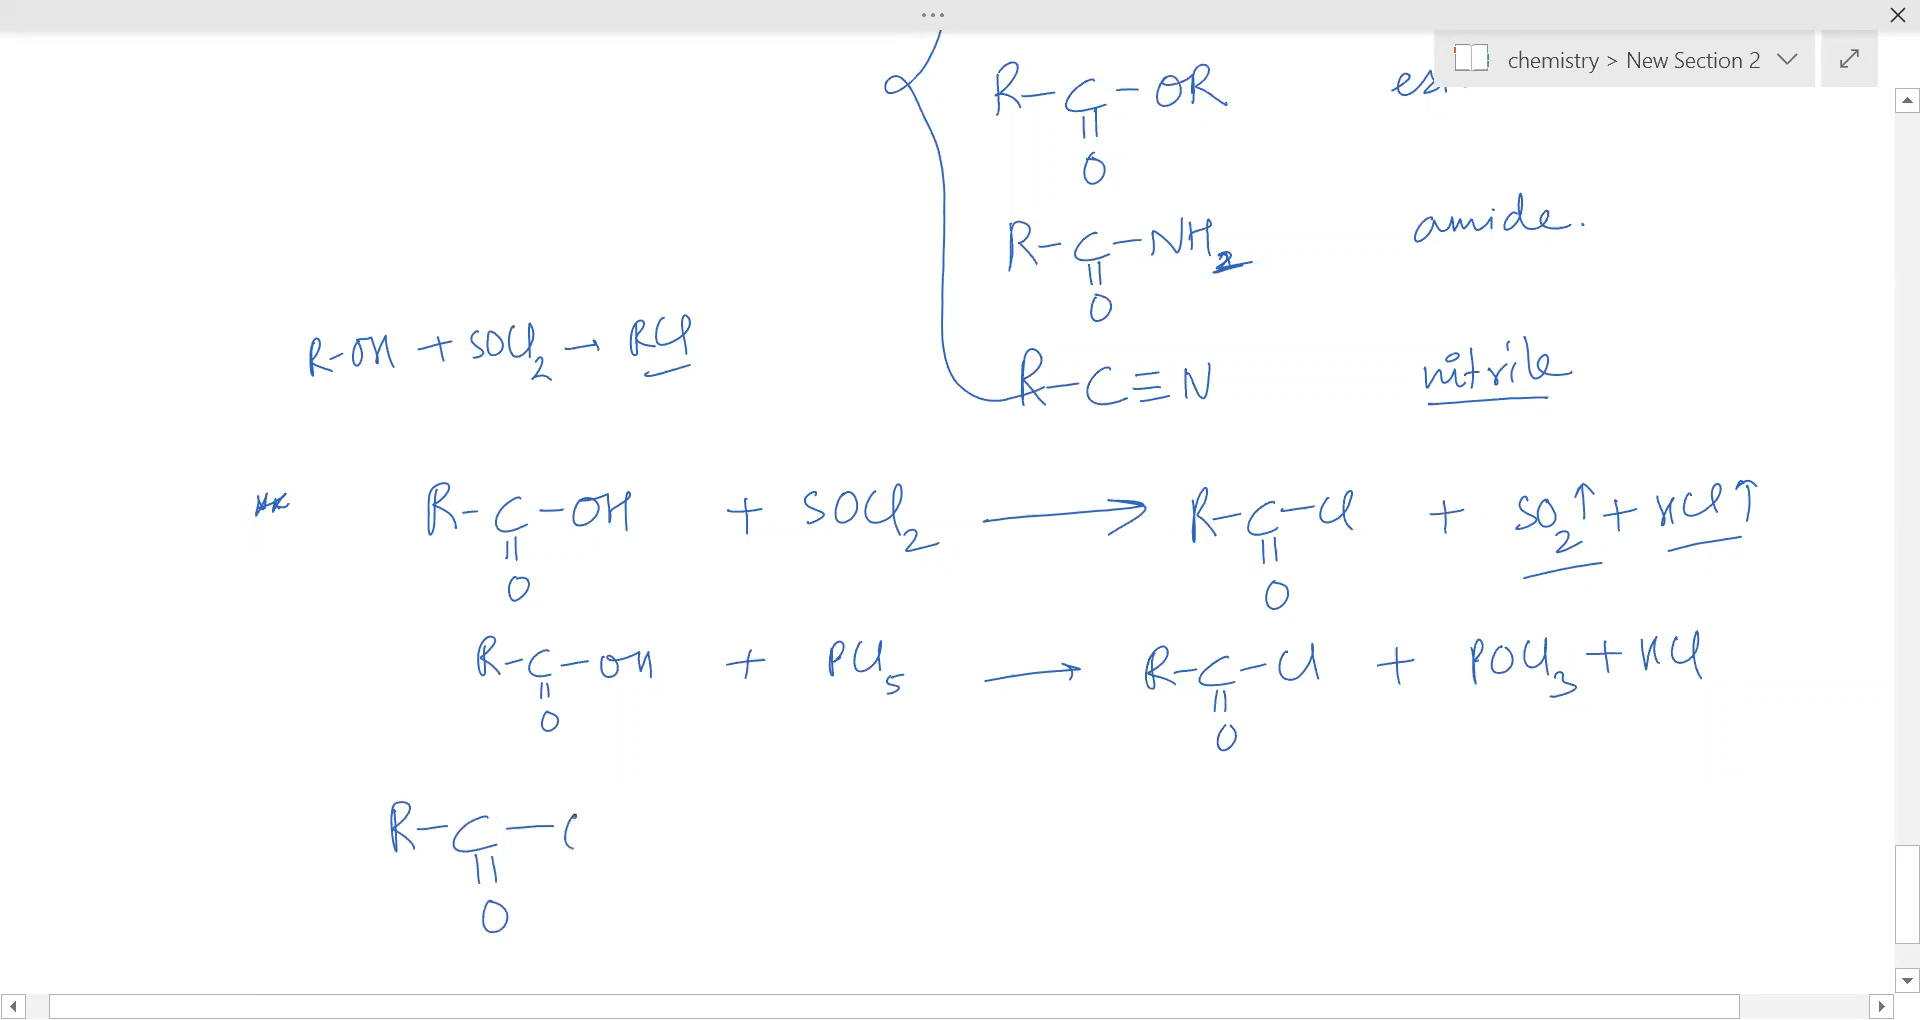 ...
chemistry > New Section 2
R-C-OR
||
O
R-C-NH2 amide.
||
O
R-OH + SOCl2 → RCl
R-C≡N nitrile
** R-C-OH + SOCl2 → R-C-Cl + SO2↑ + HCl↑
|| ||
O O
R-C-OH + PCl5 → R-C-Cl + POCl3 + HCl
|| ||
O O
R-C-
||
O